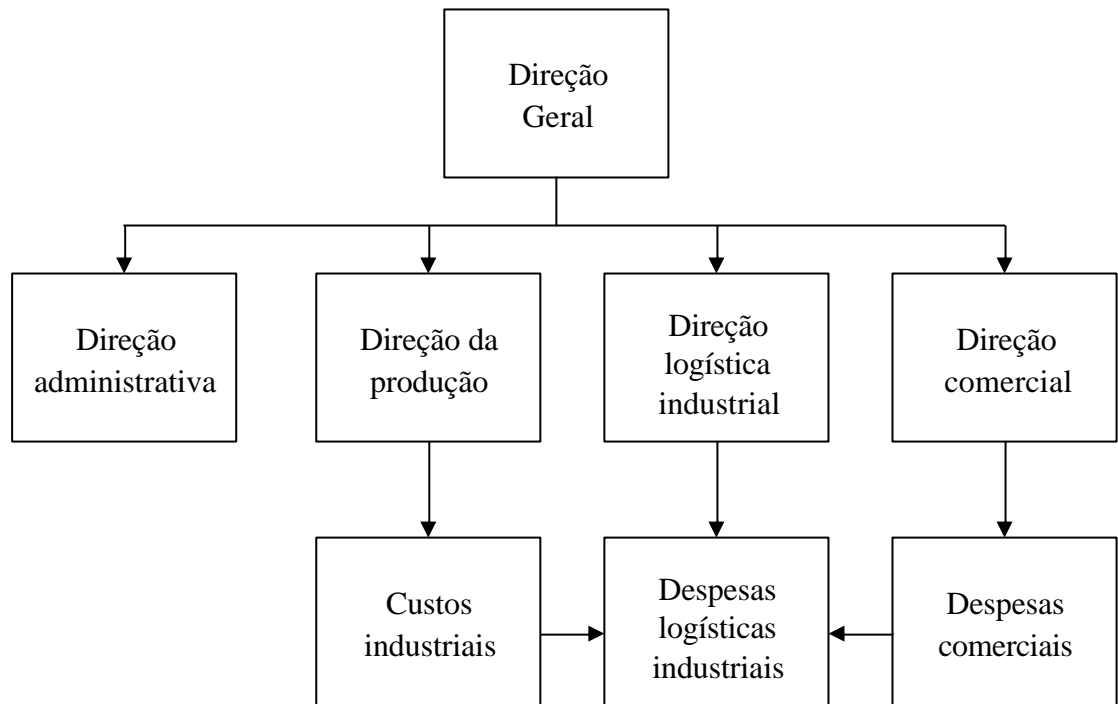 Direção
Geral
Direção
administrativa
Direção da
produção
Direção
logística
industrial
Direção
comercial
Custos
industriais
Despesas
logísticas
industriais
Despesas
comerciais